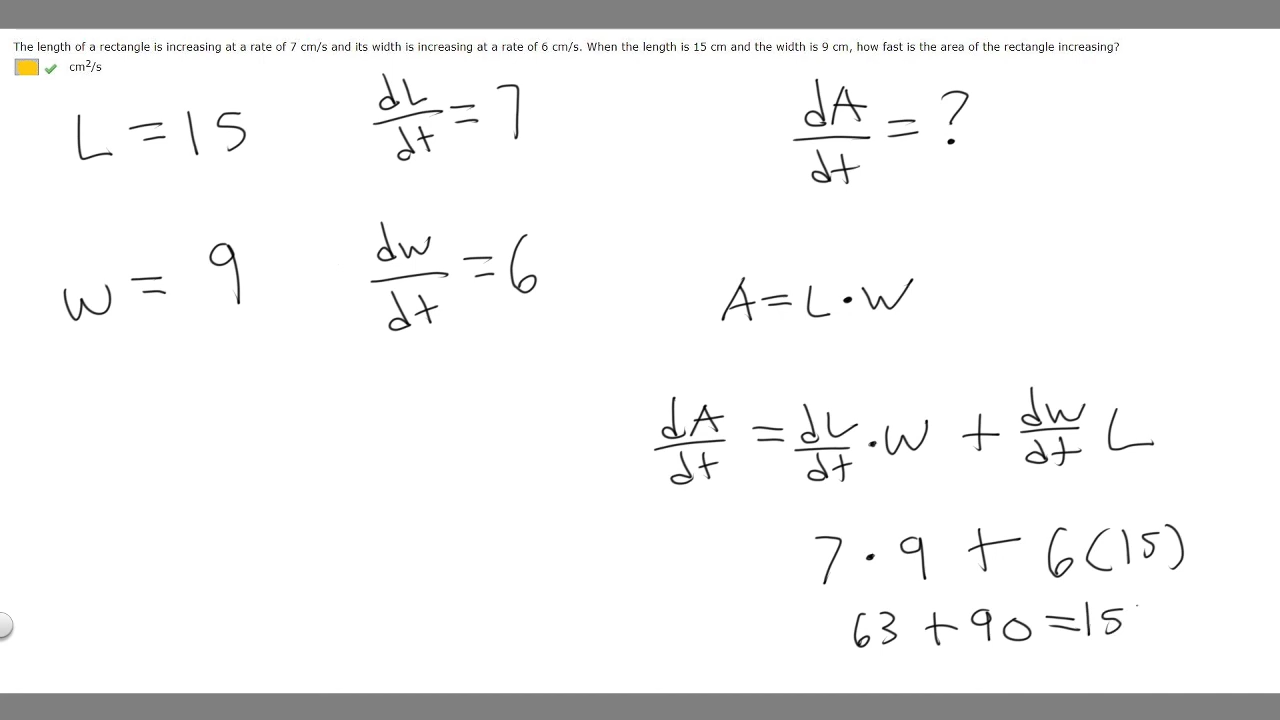 The length of a rectangle is increasing at a rate of 7 cm/s and its width is increasing at a rate of 6 cm/s. When the length is 15 cm and the width is 9 cm, how fast is the area of the rectangle increasing?
cm²/s
L = 15
dL/dt = 7
dA/dt = ?
w = 9
dw/dt = 6
A = L · W
dA/dt = dL/dt · W + dw/dt L
7 · 9 + 6(15)
63 + 90 = 15